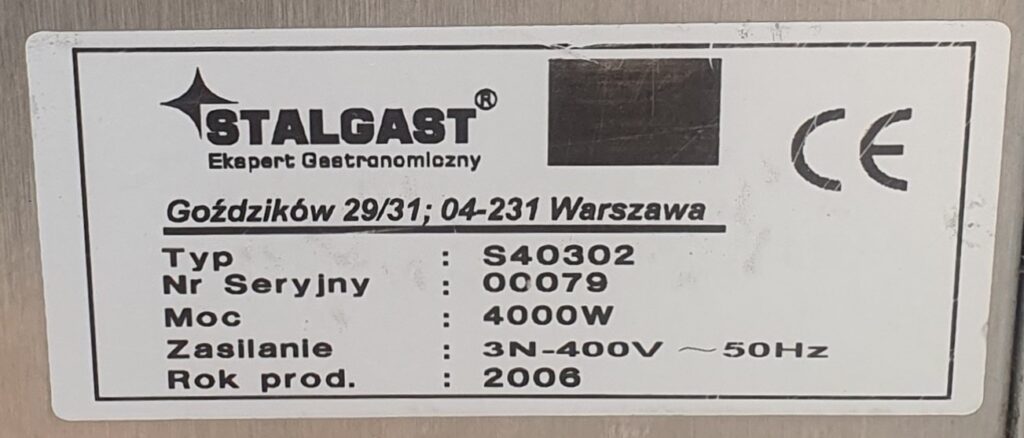 STALGAST®
Ekspert Gastronomiczny
CE
Goździków 29/31; 04-231 Warszawa
Typ : S40302
Nr Seryjny : 00079
Moc : 4000W
Zasilanie : 3N-400V ~50Hz
Rok prod. : 2006